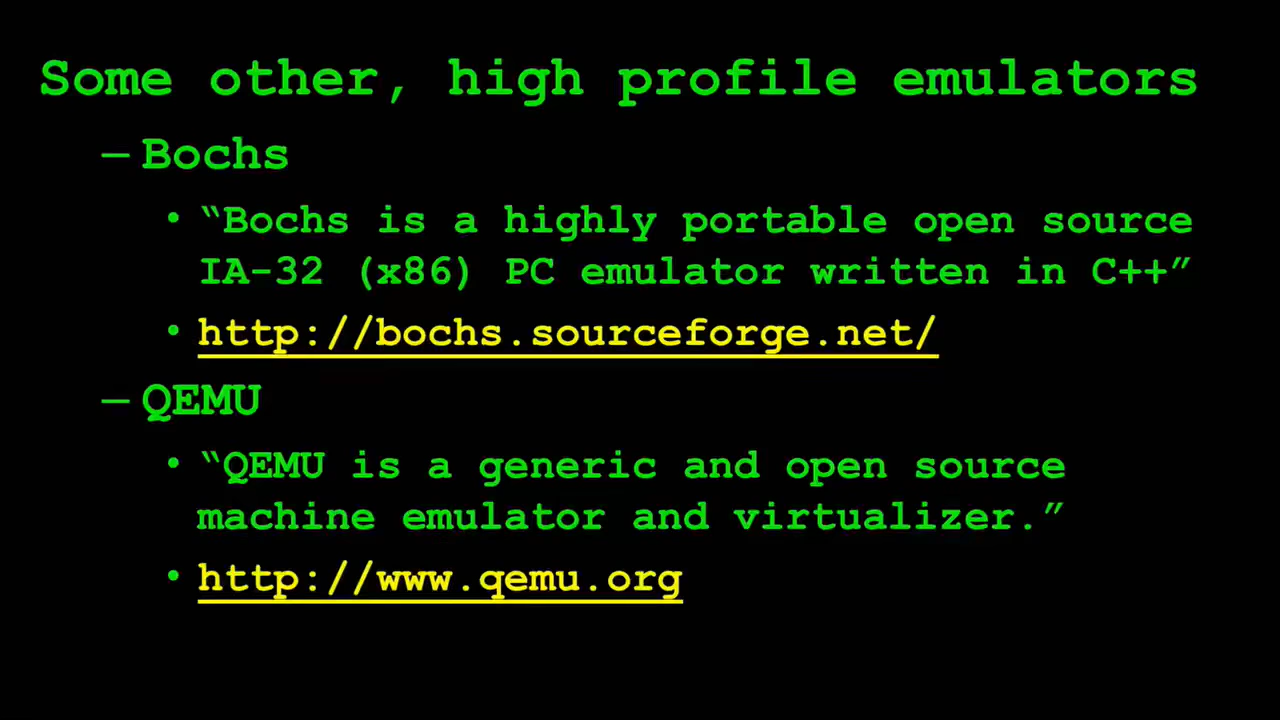 Some other, high profile emulators
– Bochs
• “Bochs is a highly portable open source
IA-32 (x86) PC emulator written in C++”
• http://bochs.sourceforge.net/
– QEMU
• “QEMU is a generic and open source
machine emulator and virtualizer.”
• http://www.qemu.org